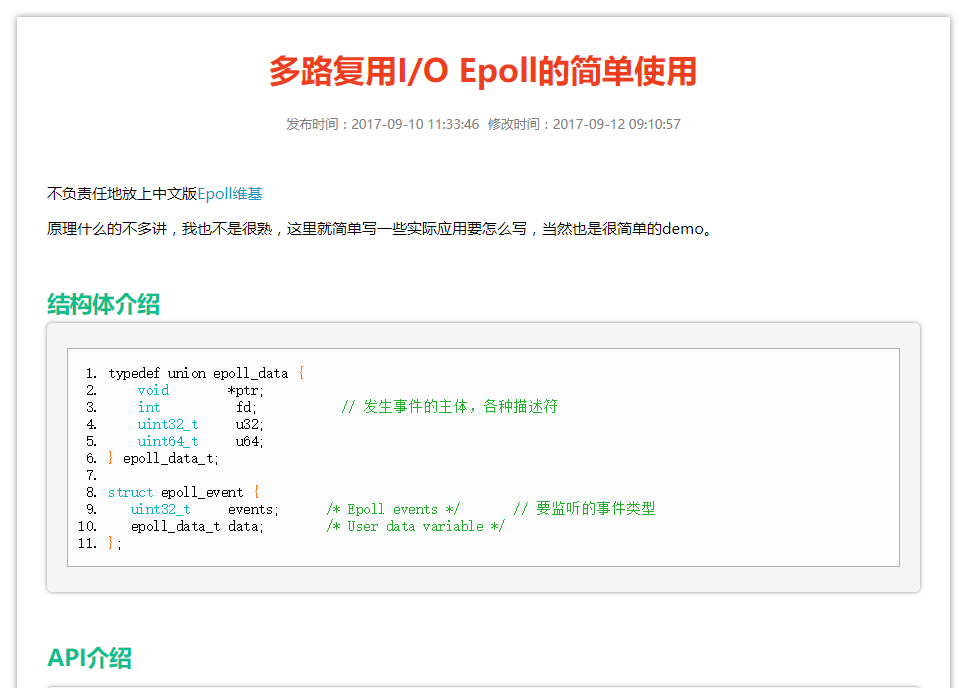 多路复用I/O Epoll的简单使用
发布时间：2017-09-10 11:33:46 修改时间：2017-09-12 09:10:57
不负责任地放上中文版Epoll维基
原理什么的不多讲，我也不是很熟，这里就简单写一些实际应用要怎么写，当然也是很简单的demo。
结构体介绍
1. typedef union epoll_data {
2.     void        *ptr;
3.     int          fd;           // 发生事件的主体，各种描述符
4.     uint32_t     u32;
5.     uint64_t     u64;
6. } epoll_data_t;
7.
8. struct epoll_event {
9.    uint32_t     events;      /* Epoll events */       // 要监听的事件类型
10.    epoll_data_t data;        /* User data variable */
11. };
API介绍